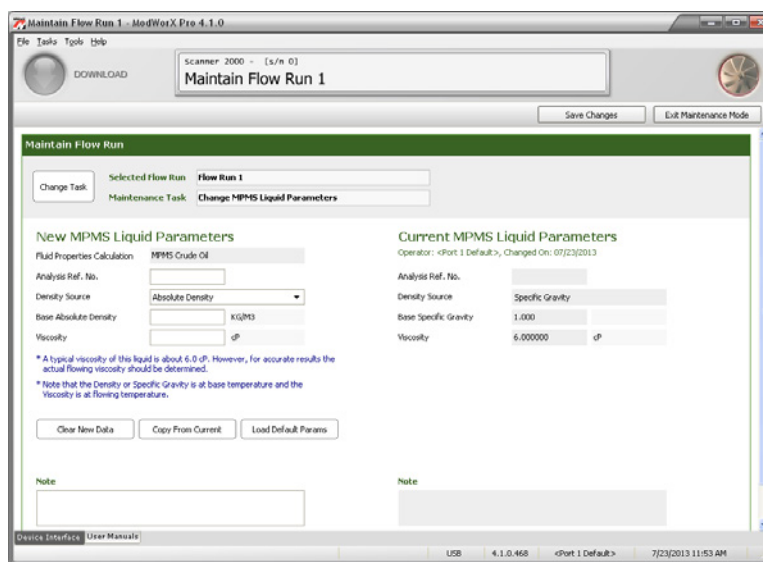 Maintain Flow Run 1 - ModWorX Pro 4.1.0
File Tasks Tools Help
DOWNLOAD
Scanner 2000 - [s/n 0]
Maintain Flow Run 1
Save Changes Exit Maintenance Mode
Maintain Flow Run
Change Task
Selected Flow Run Flow Run 1
Maintenance Task Change MPMS Liquid Parameters
New MPMS Liquid Parameters
Fluid Properties Calculation MPMS Crude Oil
Analysis Ref. No.
Density Source Absolute Density
Base Absolute Density KG/M3
Viscosity cP
* A typical viscosity of this liquid is about 6.0 cP. However, for accurate results the
actual flowing viscosity should be determined.
* Note that the Density or Specific Gravity is at base temperature and the
Viscosity is at flowing temperature.
Clear New Data Copy From Current Load Default Params
Note
Current MPMS Liquid Parameters
Operator: <Port 1 Default>, Changed On: 07/23/2013
Analysis Ref. No.
Density Source Specific Gravity
Base Specific Gravity 1.000
Viscosity 6.000000 cP
Note
Device Interface User Manuals
USB 4.1.0.468 <Port 1 Default> 7/23/2013 11:53 AM